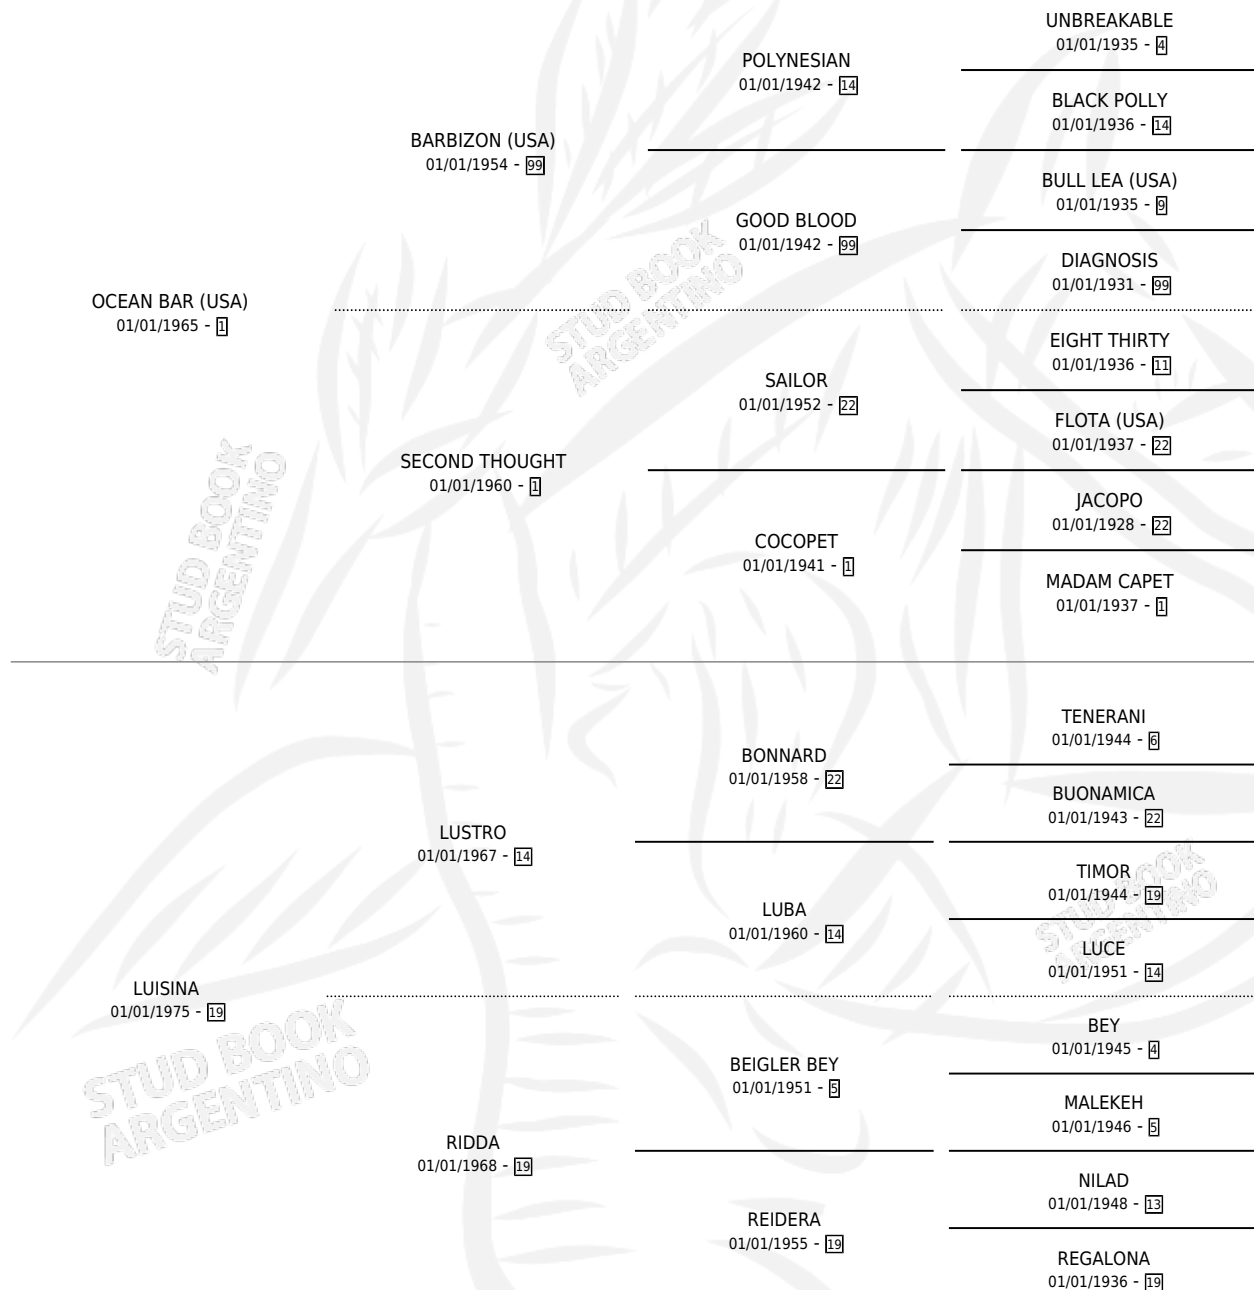 UNBREAKABLE
01/01/1935 - 4
POLYNESIAN
01/01/1942 - 14
BLACK POLLY
01/01/1936 - 14
BARBIZON (USA)
01/01/1954 - 99
BULL LEA (USA)
01/01/1935 - 9
GOOD BLOOD
01/01/1942 - 99
DIAGNOSIS
01/01/1931 - 99
OCEAN BAR (USA)
01/01/1965 - 1
EIGHT THIRTY
01/01/1936 - 11
SAILOR
01/01/1952 - 22
FLOTA (USA)
01/01/1937 - 22
SECOND THOUGHT
01/01/1960 - 1
JACOPO
01/01/1928 - 22
COCOPET
01/01/1941 - 1
MADAM CAPET
01/01/1937 - 1
TENERANI
01/01/1944 - 6
BONNARD
01/01/1958 - 22
BUONAMICA
01/01/1943 - 22
LUSTRO
01/01/1967 - 14
TIMOR
01/01/1944 - 19
LUBA
01/01/1960 - 14
LUCE
01/01/1951 - 14
LUISINA
01/01/1975 - 19
BEY
01/01/1945 - 4
BEIGLER BEY
01/01/1951 - 5
MALEKEH
01/01/1946 - 5
RIDDA
01/01/1968 - 19
NILAD
01/01/1948 - 13
REIDERA
01/01/1955 - 19
REGALONA
01/01/1936 - 19
STUD BOOK
ARGENTINO
STUD BOOK
ARGENTINO
STUD BOOK
ARGENTINO
STUD BOOK
ARGENTINO